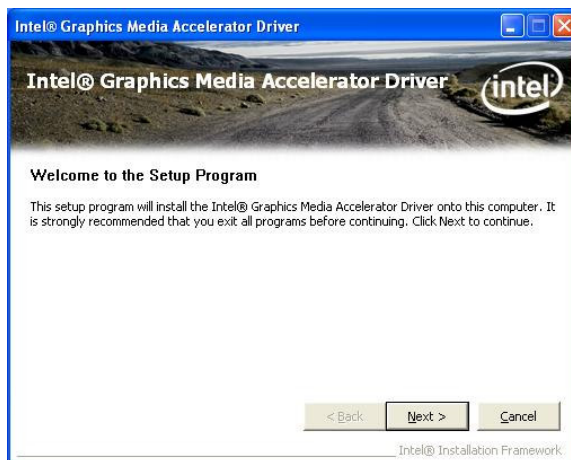 Intel® Graphics Media Accelerator Driver
Intel® Graphics Media Accelerator Driver
intel
Welcome to the Setup Program
This setup program will install the Intel® Graphics Media Accelerator Driver onto this computer. It
is strongly recommended that you exit all programs before continuing. Click Next to continue.
< Back Next > Cancel
Intel® Installation Framework